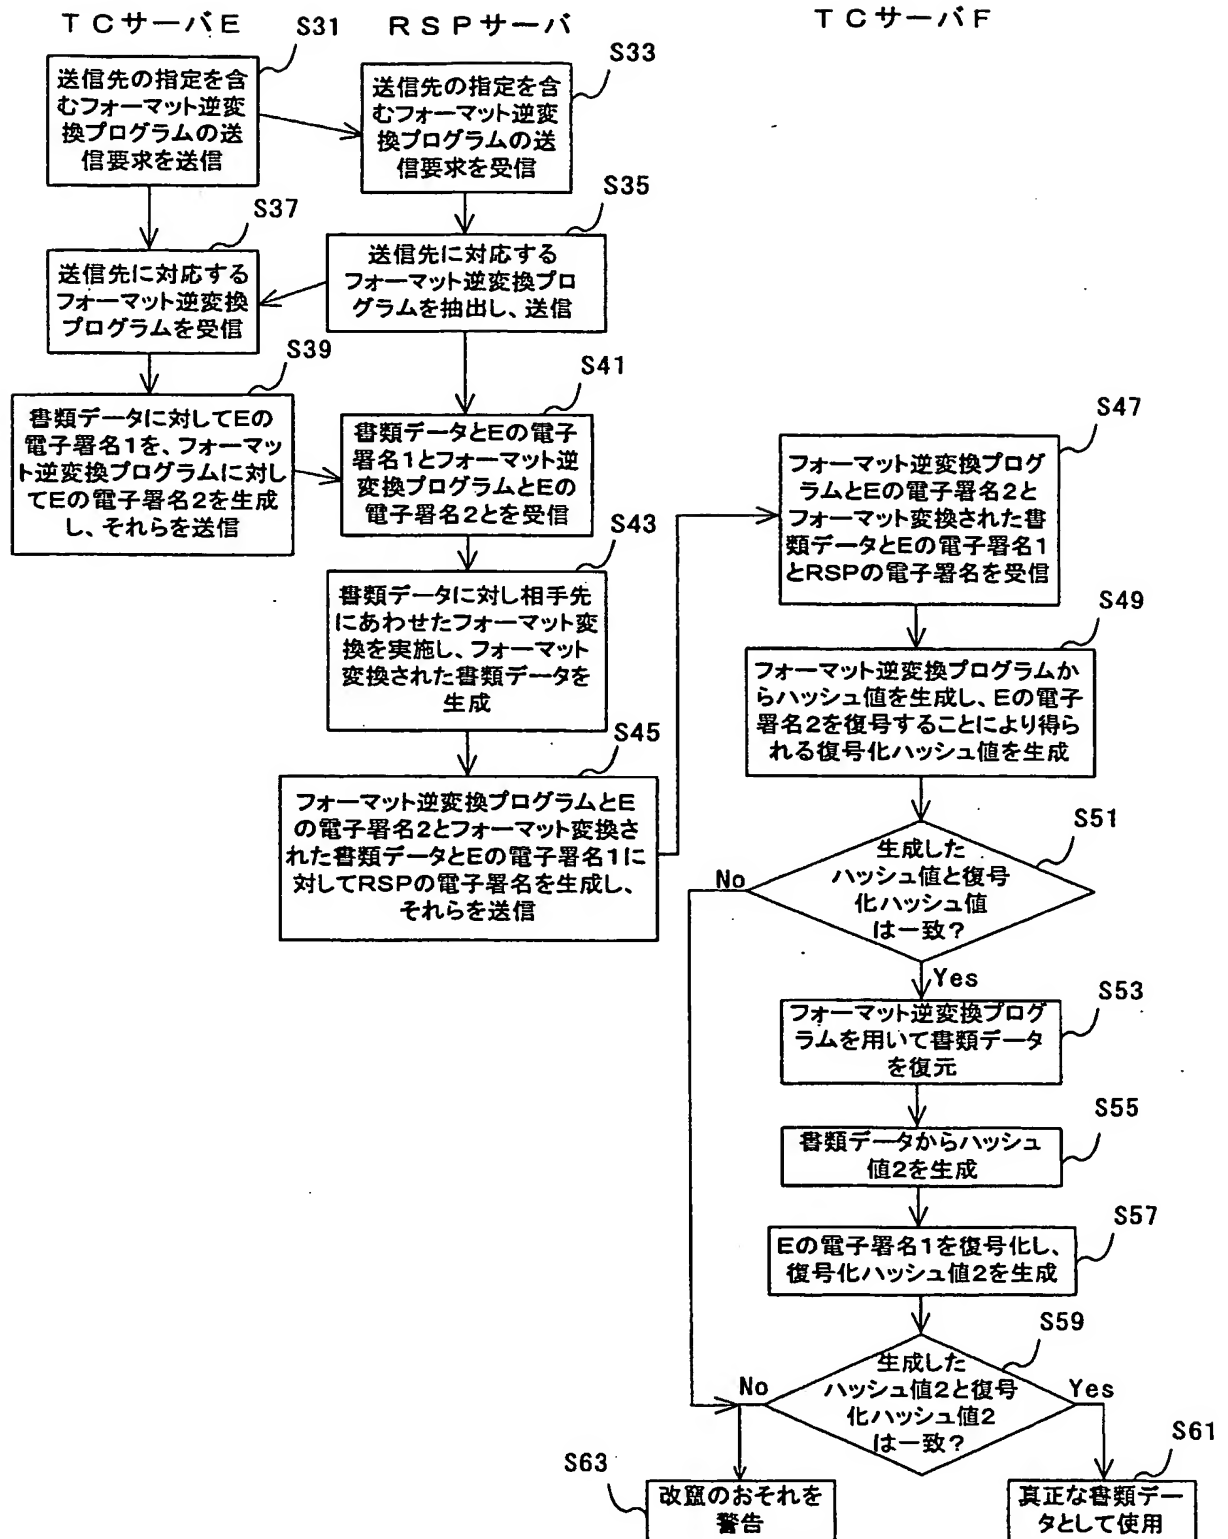 TCサーバE
RSPサーバ
TCサーバF
S31
送信先の指定を含
むフォーマット逆変
換プログラムの送
信要求を送信
S33
送信先の指定を含
むフォーマット逆変
換プログラムの送
信要求を受信
S35
送信先に対応する
フォーマット逆変換プロ
グラムを抽出し、送信
S37
送信先に対応する
フォーマット逆変換
プログラムを受信
S39
書類データに対してEの
電子署名1を、フォーマッ
ト逆変換プログラムに対し
てEの電子署名2を生成
し、それらを送信
S41
書類データとEの電子
署名1とフォーマット逆
変換プログラムとEの
電子署名2とを受信
S43
書類データに対し相手先
にあわせたフォーマット変
換を実施し、フォーマット
変換された書類データを
生成
S45
フォーマット逆変換プログラムとE
の電子署名2とフォーマット変換さ
れた書類データとEの電子署名1に
対してRSPの電子署名を生成し、
それらを送信
S47
フォーマット逆変換プログ
ラムとEの電子署名2と
フォーマット変換された書
類データとEの電子署名1
とRSPの電子署名を受信
S49
フォーマット逆変換プログラムか
らハッシュ値を生成し、Eの電子
署名2を復号することにより得ら
れる復号化ハッシュ値を生成
S51
生成した
ハッシュ値と復号
化ハッシュ値
は一致?
No
Yes
S53
フォーマット逆変換プログ
ラムを用いて書類データ
を復元
S55
書類データからハッシュ
値2を生成
S57
Eの電子署名1を復号化し、
復号化ハッシュ値2を生成
S59
生成した
ハッシュ値2と復号
化ハッシュ値2
は一致?
No
Yes
S61
真正な書類デー
タとして使用
S63
改竄のおそれを
警告